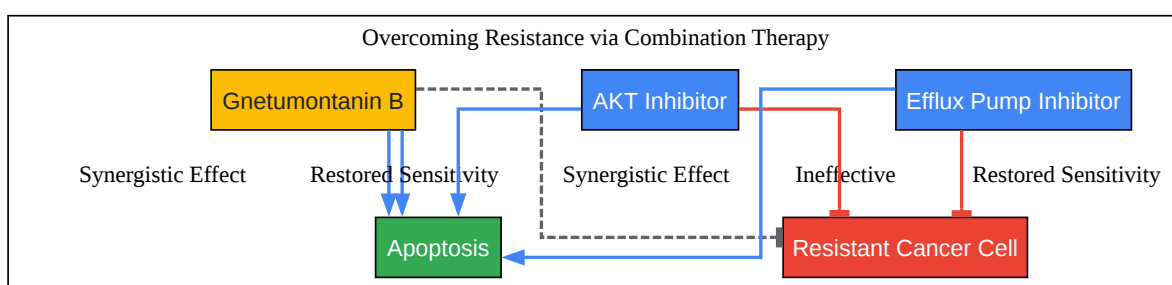 Overcoming Resistance via Combination Therapy
Gnetumontanin B
AKT Inhibitor
Efflux Pump Inhibitor
Synergistic Effect
Restored Sensitivity
Synergistic Effect
Ineffective
Restored Sensitivity
Apoptosis
Resistant Cancer Cell